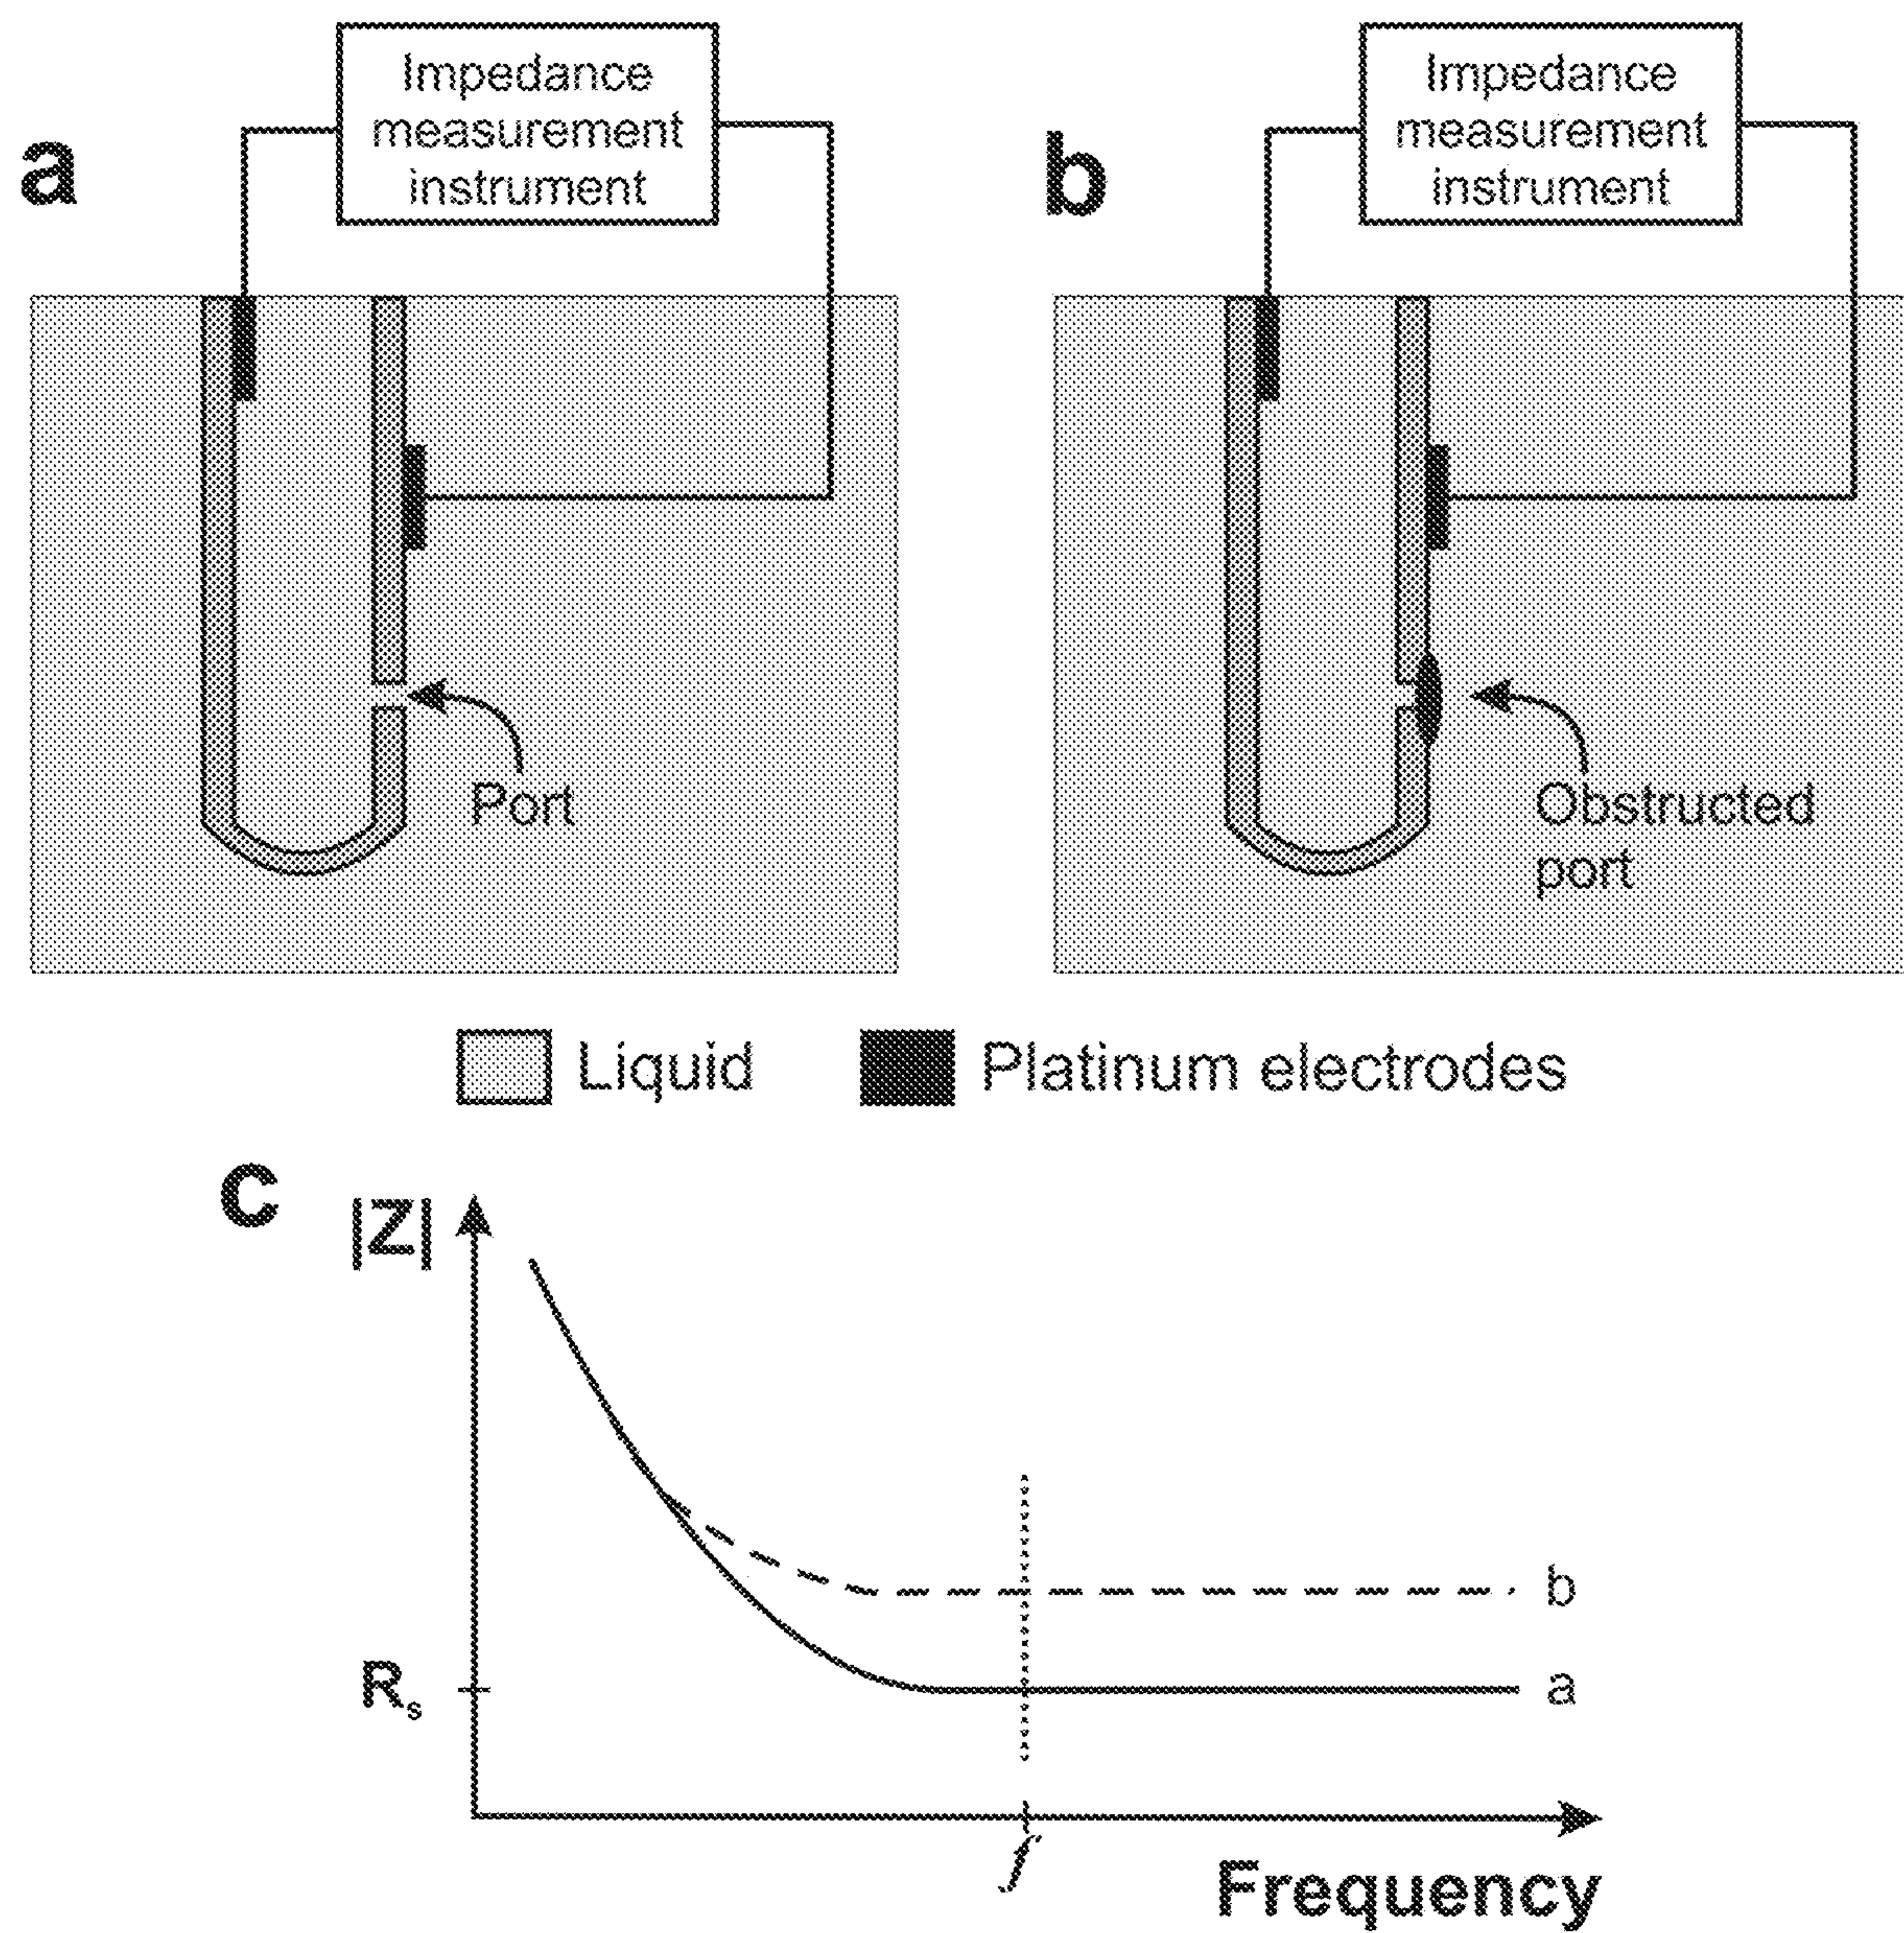 a
Impedance
measurement
instrument
Port
b
Impedance
measurement
instrument
Obstructed
port
Liquid
Platinum electrodes
c
|Z|
b
a
Rs
f
Frequency